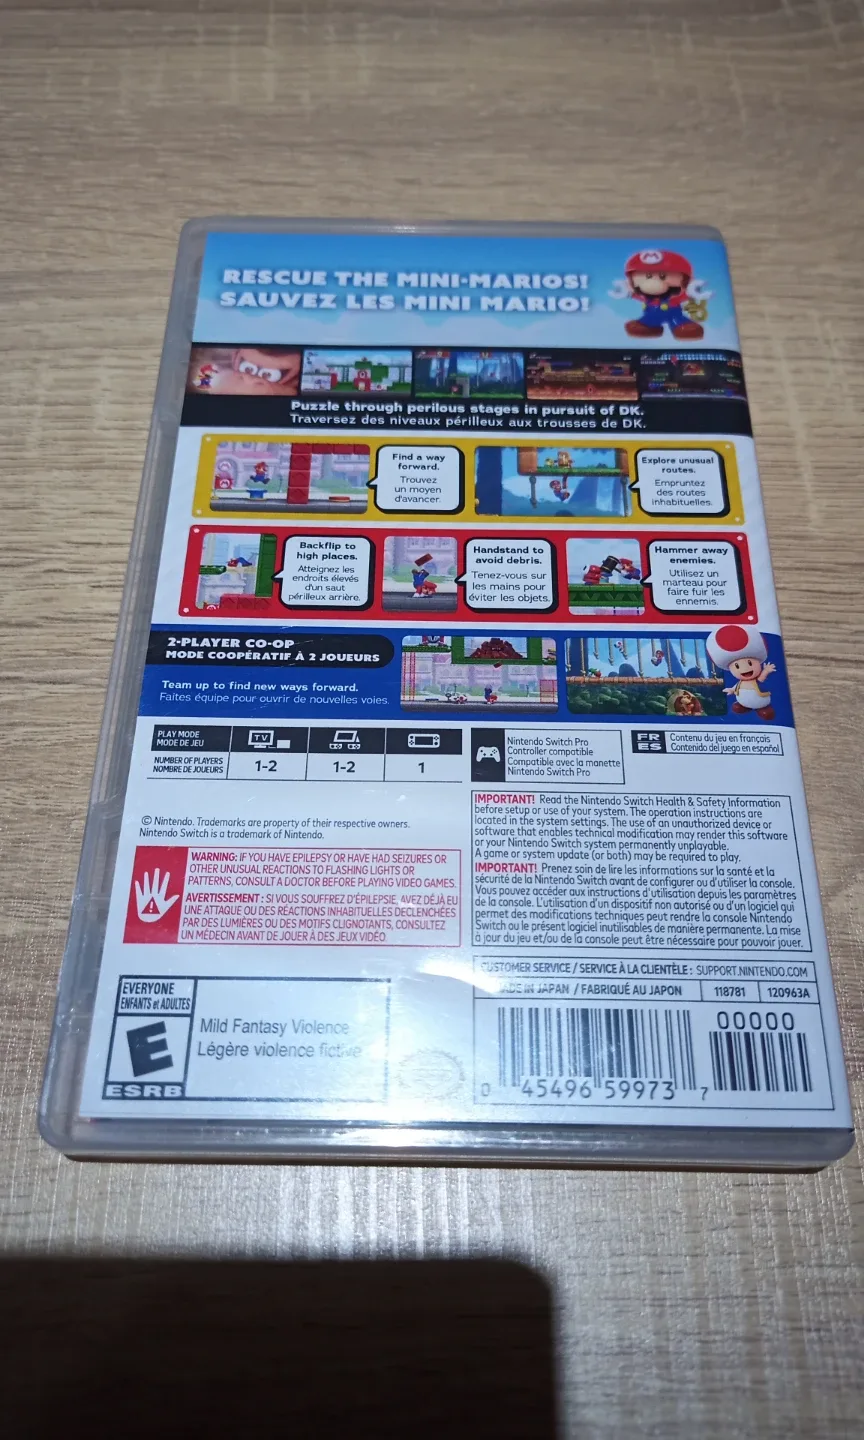 RESCUE THE MINI-MARIOS!
SAUVEZ LES MINI MARIO!
Puzzle through perilous stages in pursuit of DK.
Traversez des niveaux périlleux aux trousses de DK.
Find a way
forward.
Trouvez
un moyen
d'avancer.
Explore unusual
routes.
Empruntez
des routes
inhabituelles.
Backflip to
high places.
Atteignez les
endroits élevés
d'un saut
périlleux arrière.
Handstand to
avoid debris.
Tenez-vous sur
les mains pour
éviter les objets.
Hammer away
enemies.
Utilisez un
marteau pour
faire fuir les
ennemis.
2-PLAYER CO-OP
MODE COOPÉRATIF À 2 JOUEURS
Team up to find new ways forward.
Faites équipe pour ouvrir de nouvelles voies.
PLAY MODE
MODE DE JEU
TV
NUMBER OF PLAYERS
NOMBRE DE JOUEURS
1-2
1-2
1
Nintendo Switch Pro
Controller compatible
Compatible avec la manette
Nintendo Switch Pro
FR Contenu du jeu en français
ES Contenido del juego en español
© Nintendo. Trademarks are property of their respective owners.
Nintendo Switch is a trademark of Nintendo.
WARNING: IF YOU HAVE EPILEPSY OR HAVE HAD SEIZURES OR
OTHER UNUSUAL REACTIONS TO FLASHING LIGHTS OR
PATTERNS, CONSULT A DOCTOR BEFORE PLAYING VIDEO GAMES.
AVERTISSEMENT : SI VOUS SOUFFREZ D'ÉPILEPSIE, AVEZ DÉJÀ EU
UNE ATTAQUE OU DES RÉACTIONS INHABITUELLES DÉCLENCHÉES
PAR DES LUMIÈRES OU DES MOTIFS CLIGNOTANTS, CONSULTEZ
UN MÉDECIN AVANT DE JOUER À DES JEUX VIDÉO.
IMPORTANT! Read the Nintendo Switch Health & Safety Information
before setup or use of your system. The operation instructions are
located in the system settings. The use of an unauthorized device or
software that enables technical modification may render this software
or your Nintendo Switch system permanently unplayable.
A game or system update (or both) may be required to play.
IMPORTANT! Prenez soin de lire les informations sur la santé et la
sécurité de la Nintendo Switch avant de configurer ou d'utiliser la console.
Vous pouvez accéder aux instructions d'utilisation depuis les paramètres
de la console. L'utilisation d'un dispositif non autorisé ou d'un logiciel qui
permet des modifications techniques peut rendre la console Nintendo
Switch ou le présent logiciel inutilisables de manière permanente. La mise
à jour du jeu et/ou de la console peut être nécessaire pour pouvoir jouer.
CUSTOMER SERVICE / SERVICE À LA CLIENTÈLE : SUPPORT.NINTENDO.COM
MADE IN JAPAN / FABRIQUÉ AU JAPON
118781
120963A
EVERYONE
ENFANTS et ADULTES
E
ESRB
Mild Fantasy Violence
Légère violence fictive
00000
0 45496 59973 7